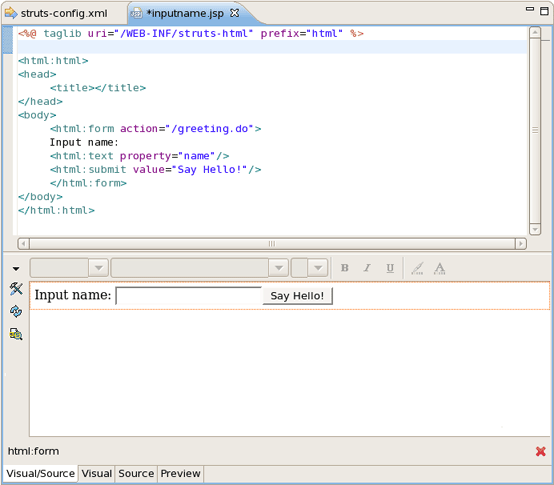 struts-config.xml *inputname.jsp
<%@ taglib uri="/WEB-INF/struts-html" prefix="html" %>
<html:html>
<head>
<title></title>
</head>
<body>
<html:form action="/greeting.do">
Input name:
<html:text property="name"/>
<html:submit value="Say Hello!"/>
</html:form>
</body>
</html:html>
B I U A
Input name: Say Hello!
html:form
Visual/Source Visual Source Preview